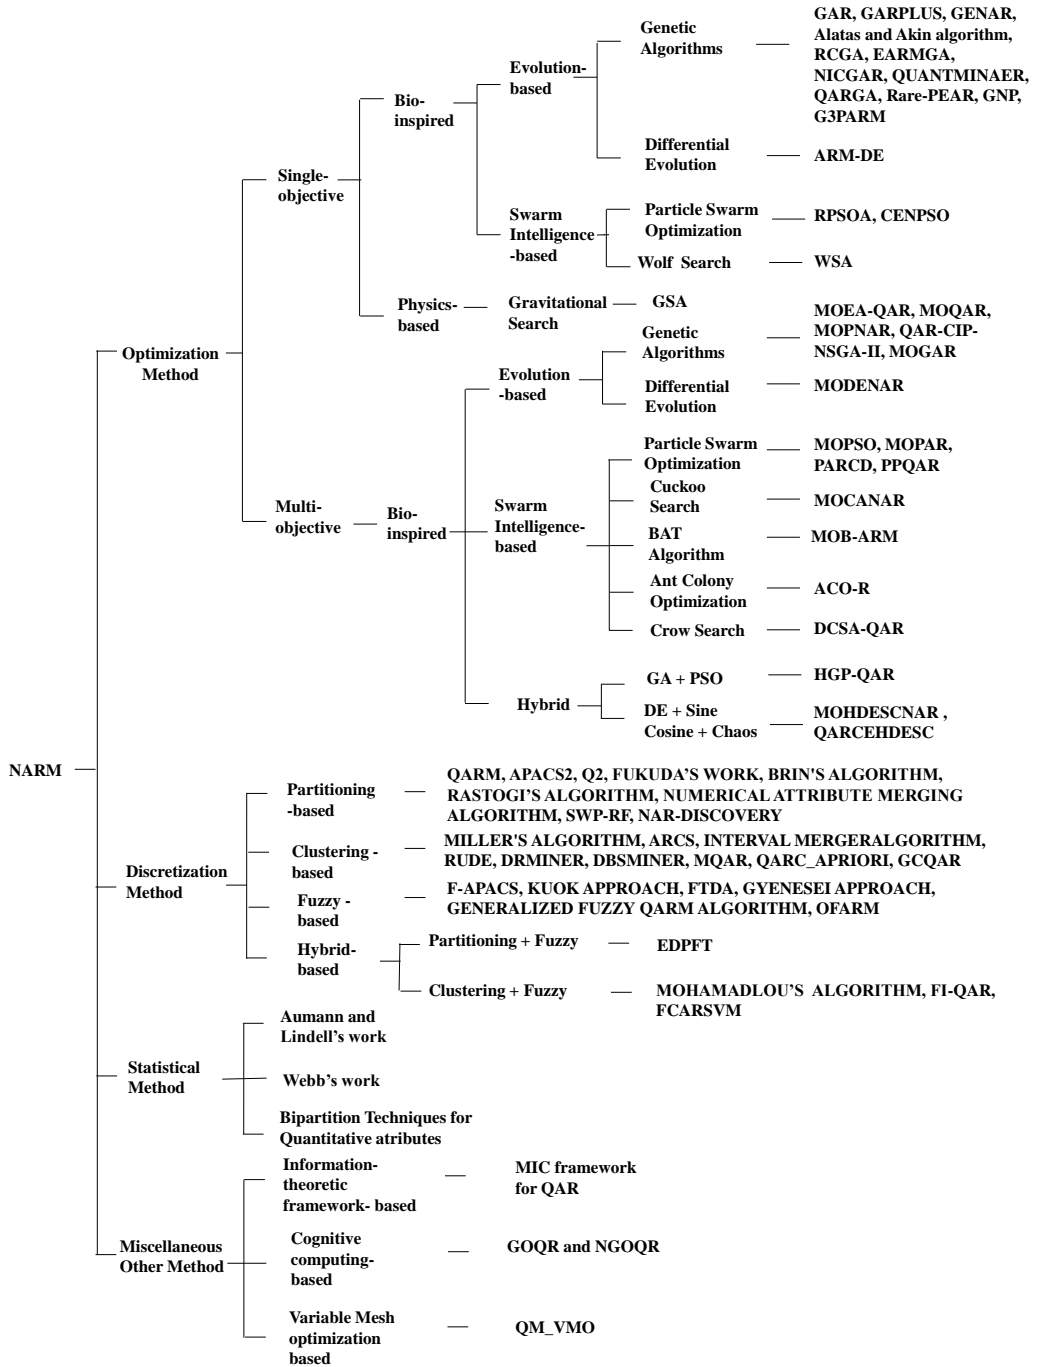 NARM
Optimization
Method
Single-
objective
Bio-
inspired
Evolution-
based
Genetic
Algorithms
GAR, GARPLUS, GENAR,
Alatas and Akin algorithm,
RCGA, EARMGA,
NICGAR, QUANTMINAER,
QARGA, Rare-PEAR, GNP,
G3PARM
Differential
Evolution
ARM-DE
Swarm
Intelligence
-based
Particle Swarm
Optimization
RPSOA, CENPSO
Wolf Search
WSA
Physics-
based
Gravitational
Search
GSA
Multi-
objective
Bio-
inspired
Evolution
-based
Genetic
Algorithms
MOEA-QAR, MOQAR,
MOPNAR, QAR-CIP-
NSGA-II, MOGAR
Differential
Evolution
MODENAR
Swarm
Intelligence-
based
Particle Swarm
Optimization
MOPSO, MOPAR,
PARCD, PPQAR
Cuckoo
Search
MOCANAR
BAT
Algorithm
MOB-ARM
Ant Colony
Optimization
ACO-R
Crow Search
DCSA-QAR
Hybrid
GA + PSO
HGP-QAR
DE + Sine
Cosine + Chaos
MOHDESCNAR ,
QARCEHDESC
Discretization
Method
Partitioning
-based
QARM, APACS2, Q2, FUKUDA'S WORK, BRIN'S ALGORITHM,
RASTOGI'S ALGORITHM, NUMERICAL ATTRIBUTE MERGING
ALGORITHM, SWP-RF, NAR-DISCOVERY
Clustering -
based
MILLER'S ALGORITHM, ARCS, INTERVAL MERGERALGORITHM,
RUDE, DRMINER, DBSMINER, MQAR, QARC_APRIORI, GCQAR
Fuzzy -
based
F-APACS, KUOK APPROACH, FTDA, GYENESEI APPROACH,
GENERALIZED FUZZY QARM ALGORITHM, OFARM
Hybrid-
based
Partitioning + Fuzzy
EDPFT
Clustering + Fuzzy
MOHAMADLOU'S ALGORITHM, FI-QAR,
FCARSVM
Statistical
Method
Aumann and
Lindell's work
Webb's work
Bipartition Techniques for
Quantitative atributes
Miscellaneous
Other Method
Information-
theoretic
framework- based
MIC framework
for QAR
Cognitive
computing-
based
GOQR and NGOQR
Variable Mesh
optimization
based
QM_VMO